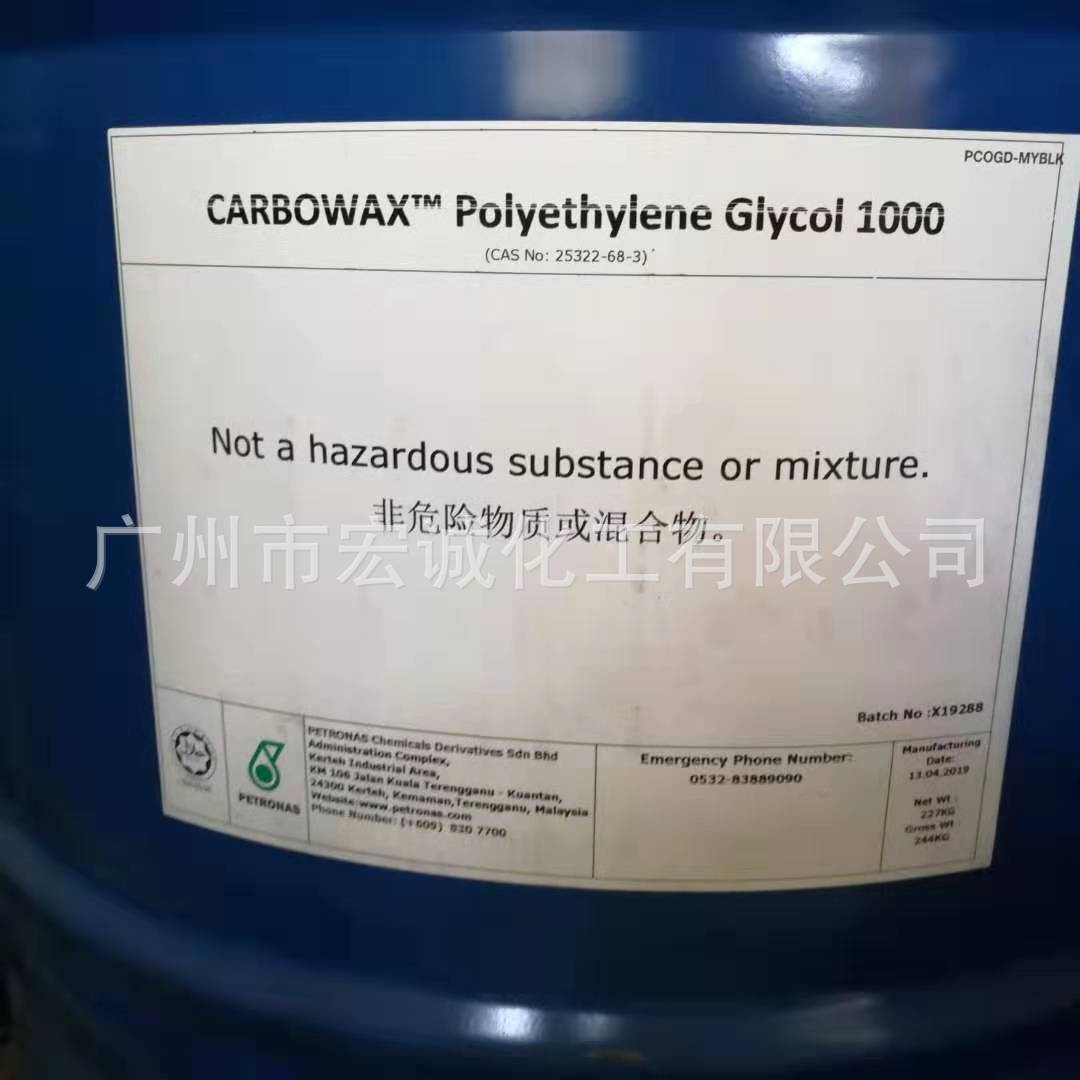 PCOGD-MYBLK
CARBOWAX™ Polyethylene Glycol 1000
(CAS No: 25322-68-3)
Not a hazardous substance or mixture.
非危险物质或混合物。
广州市宏诚化工有限公司
Batch No :X19288
PETRONAS
PETRONAS Chemicals Derivatives Sdn Bhd
Administration Complex,
Kerteh Industrial Area,
KM 106 Jalan Kuala Terengganu - Kuantan,
24300 Kerteh, Kemaman,Terengganu, Malaysia
Website:www.petronas.com
Phone Number: (+609) 830 7700
Emergency Phone Number:
0532-83889090
Manufacturing
Date:
13.04.2019
Net Wt :
227KG
Gross Wt :
244KG